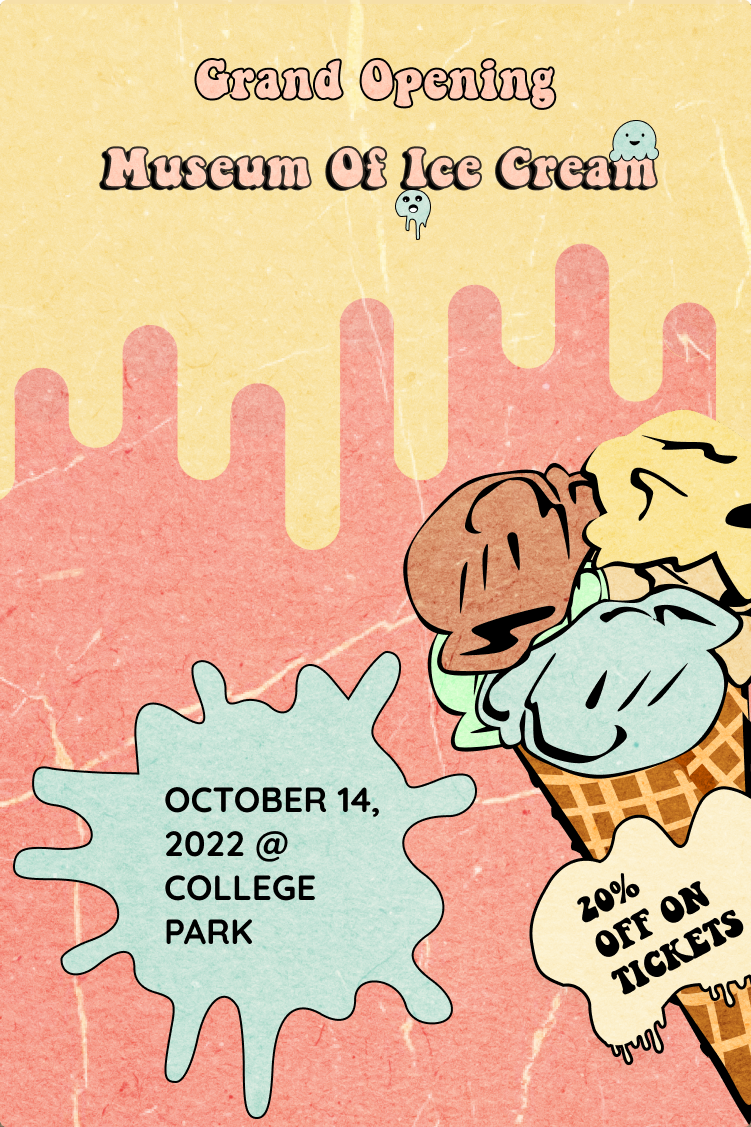 Grand Opening
Museum Of Ice Cream
OCTOBER 14,
2022 @
COLLEGE
PARK
20%
OFF ON
TICKETS